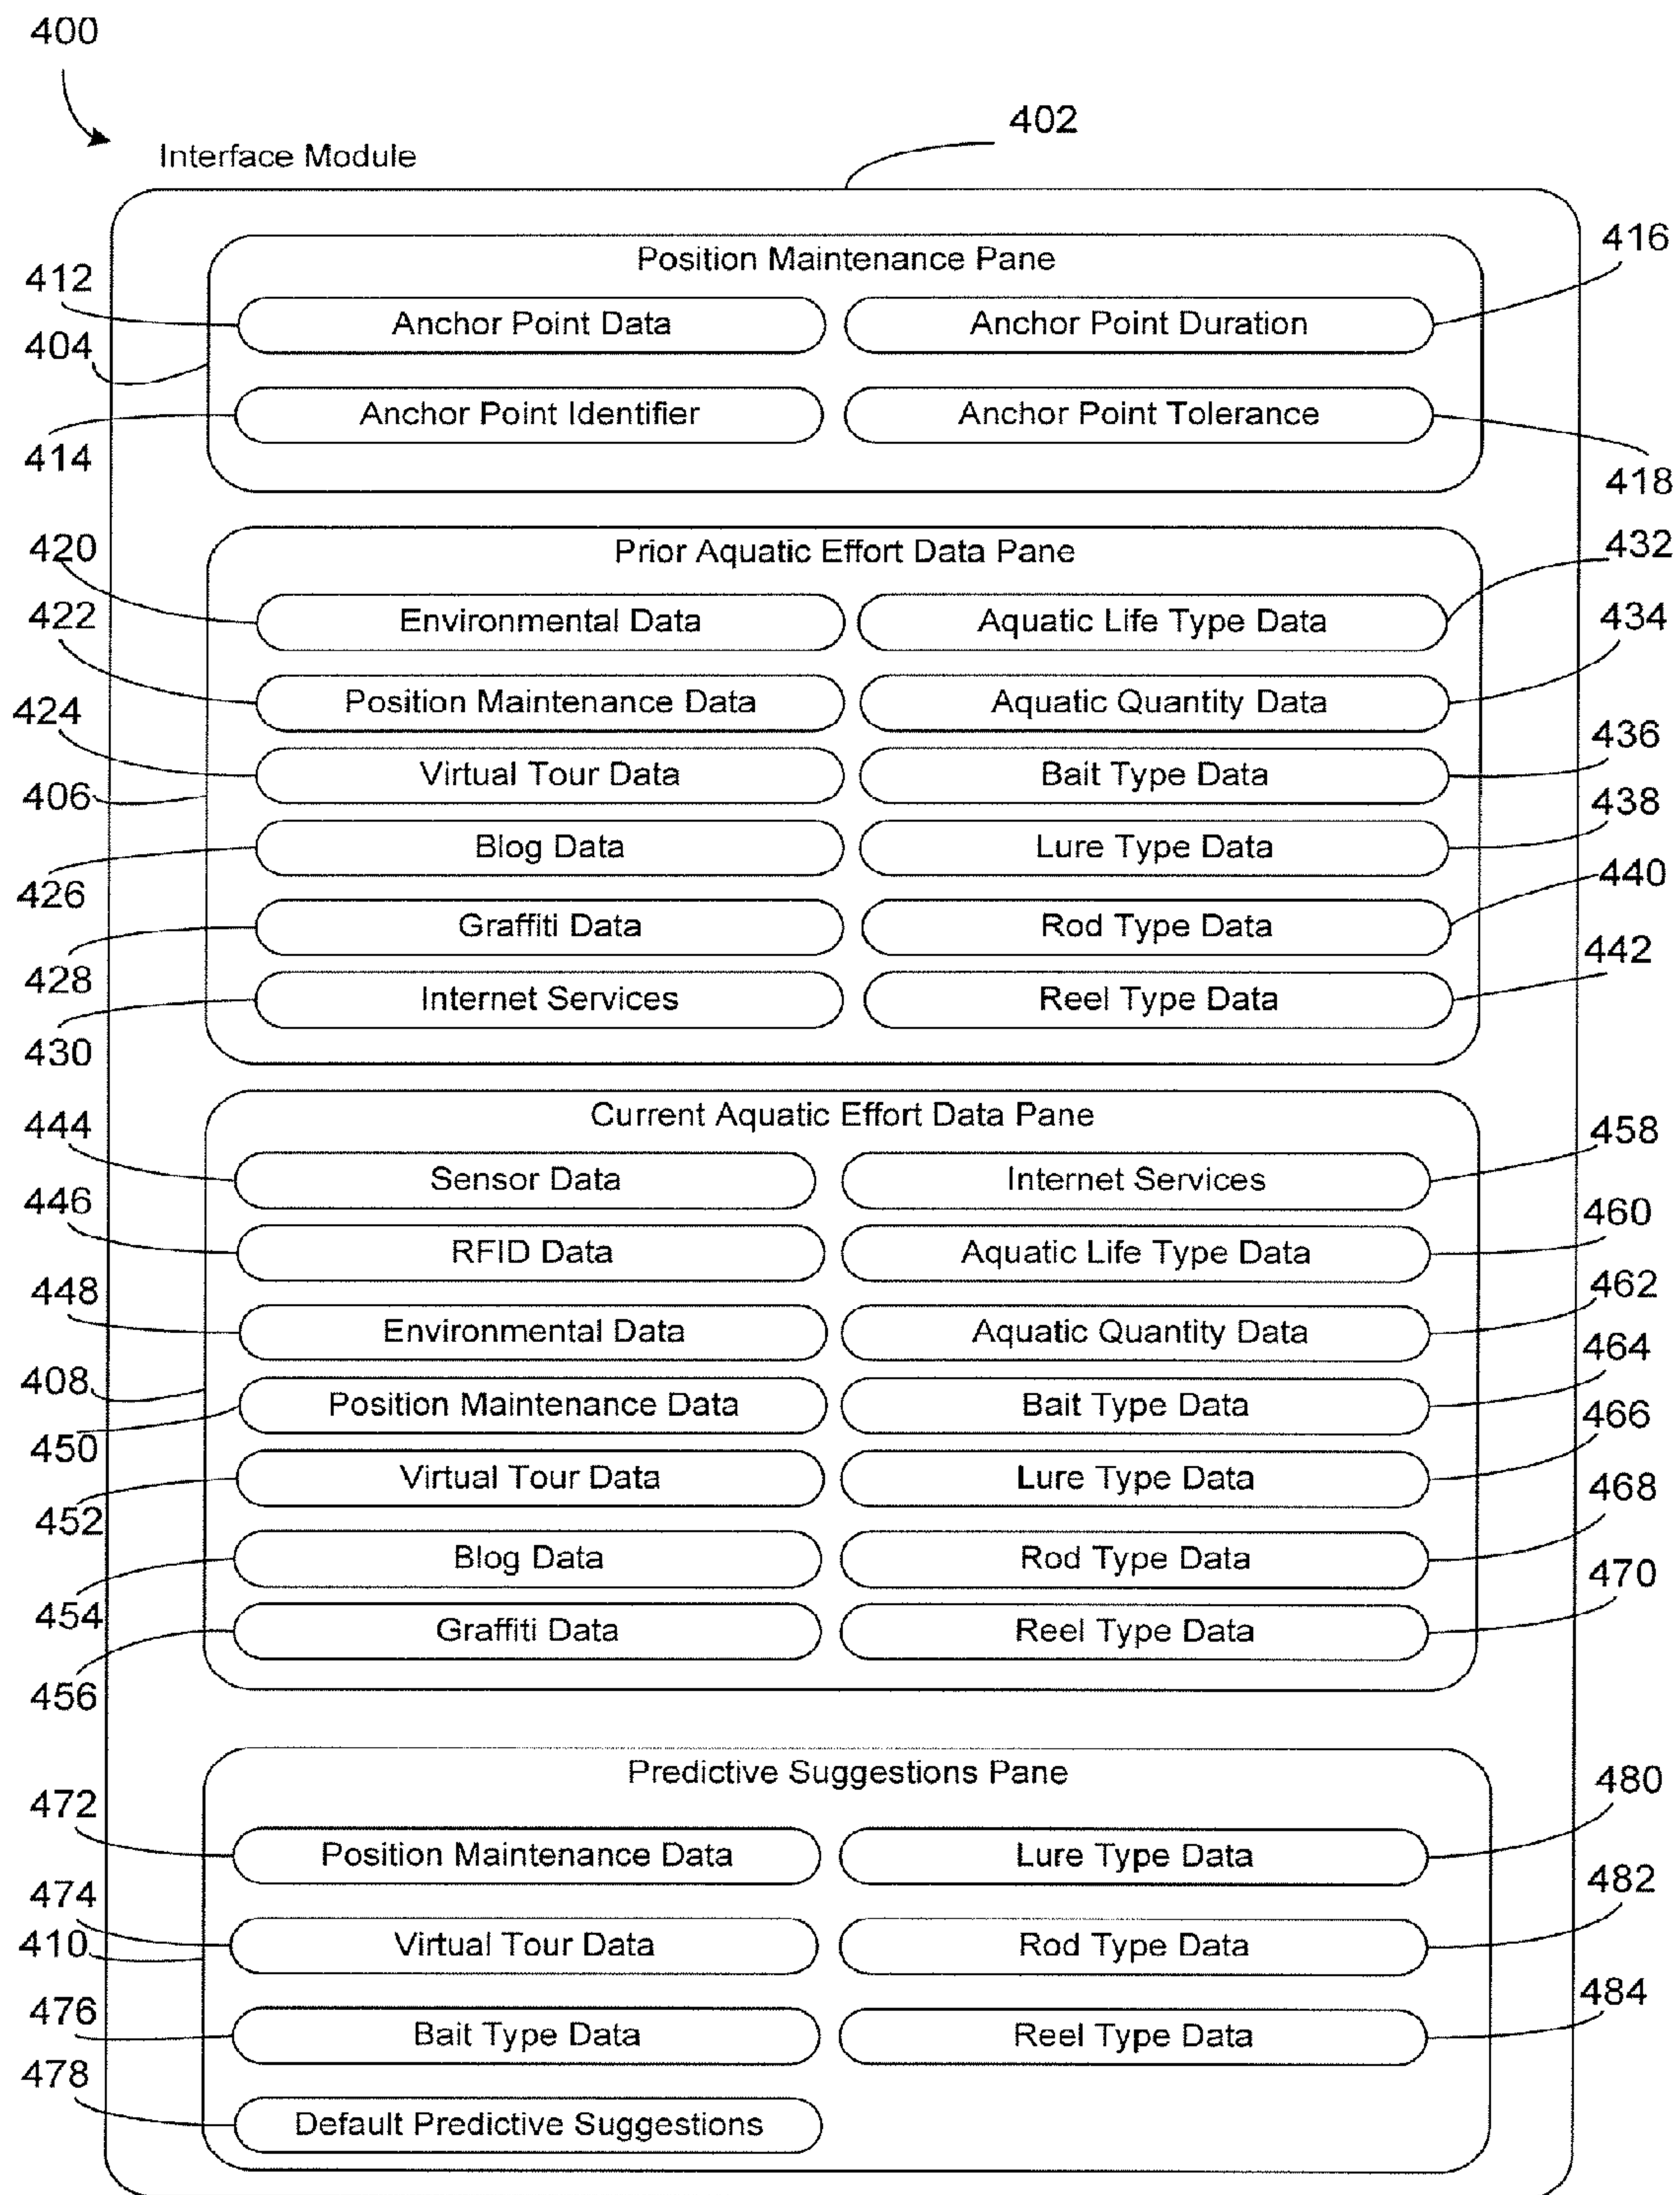 400
402
Interface Module
Position Maintenance Pane
416
412
Anchor Point Data
Anchor Point Duration
404
Anchor Point Identifier
Anchor Point Tolerance
414
418
420
Prior Aquatic Effort Data Pane
432
422
Environmental Data
Aquatic Life Type Data
434
424
Position Maintenance Data
Aquatic Quantity Data
436
406
Virtual Tour Data
Bait Type Data
438
426
Blog Data
Lure Type Data
440
428
Graffiti Data
Rod Type Data
442
430
Internet Services
Reel Type Data
444
Current Aquatic Effort Data Pane
458
Sensor Data
Internet Services
446
460
RFID Data
Aquatic Life Type Data
448
462
Environmental Data
Aquatic Quantity Data
464
408
Position Maintenance Data
Bait Type Data
466
450
Virtual Tour Data
Lure Type Data
468
452
Blog Data
Rod Type Data
470
454
Graffiti Data
Reel Type Data
456
Predictive Suggestions Pane
480
472
Position Maintenance Data
Lure Type Data
474
482
410
Virtual Tour Data
Rod Type Data
476
484
Bait Type Data
Reel Type Data
478
Default Predictive Suggestions